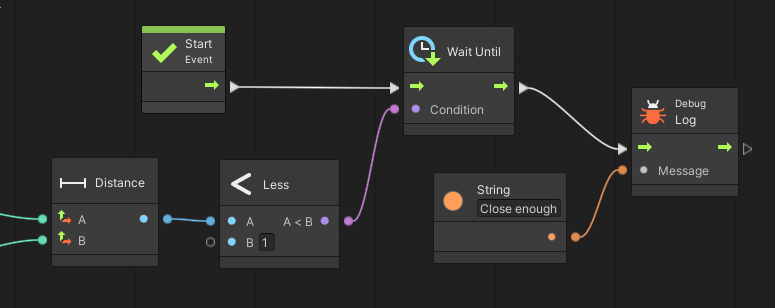 Start
Event
Wait Until
Condition
Debug
Log
Message
Distance
A
B
Less
A
A < B
B 1
String
Close enough